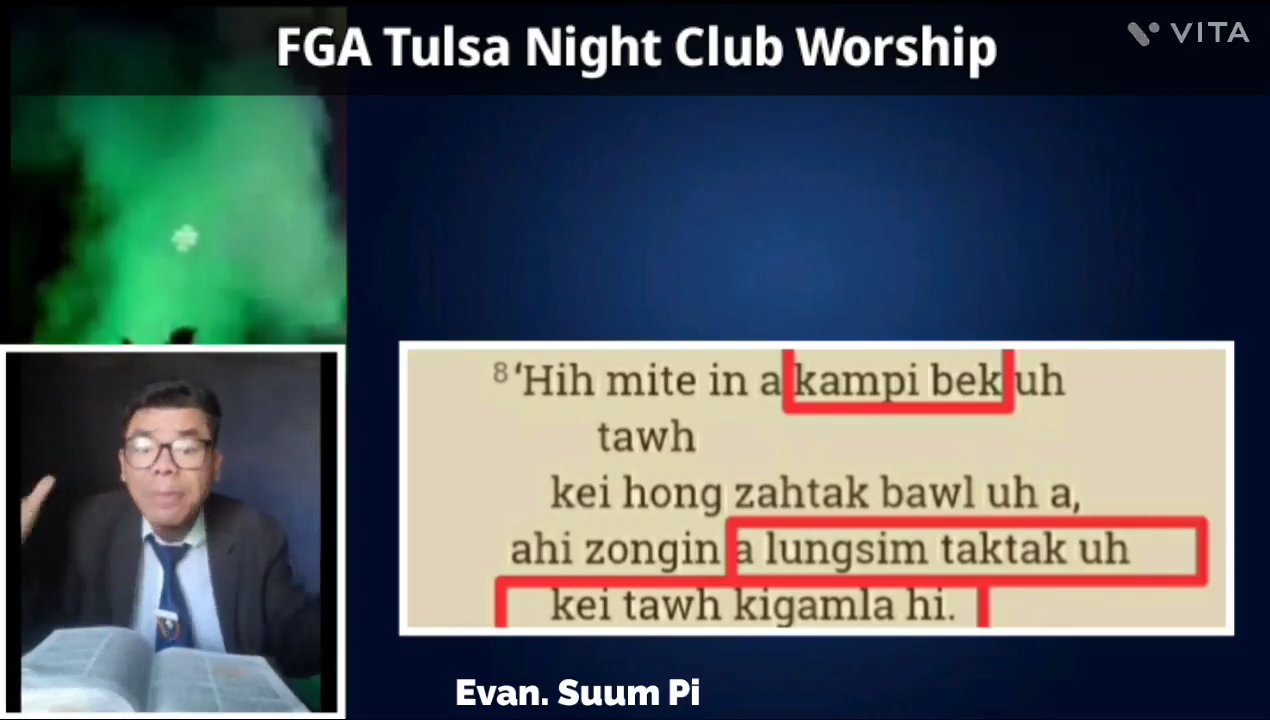 FGA Tulsa Night Club Worship
VITA
8 ‘Hih mite in a kampi bek uh
tawh
kei hong zahtak bawl uh a,
ahi zongin a lungsim taktak uh
kei tawh kigamla hi.
Evan. Suum Pi